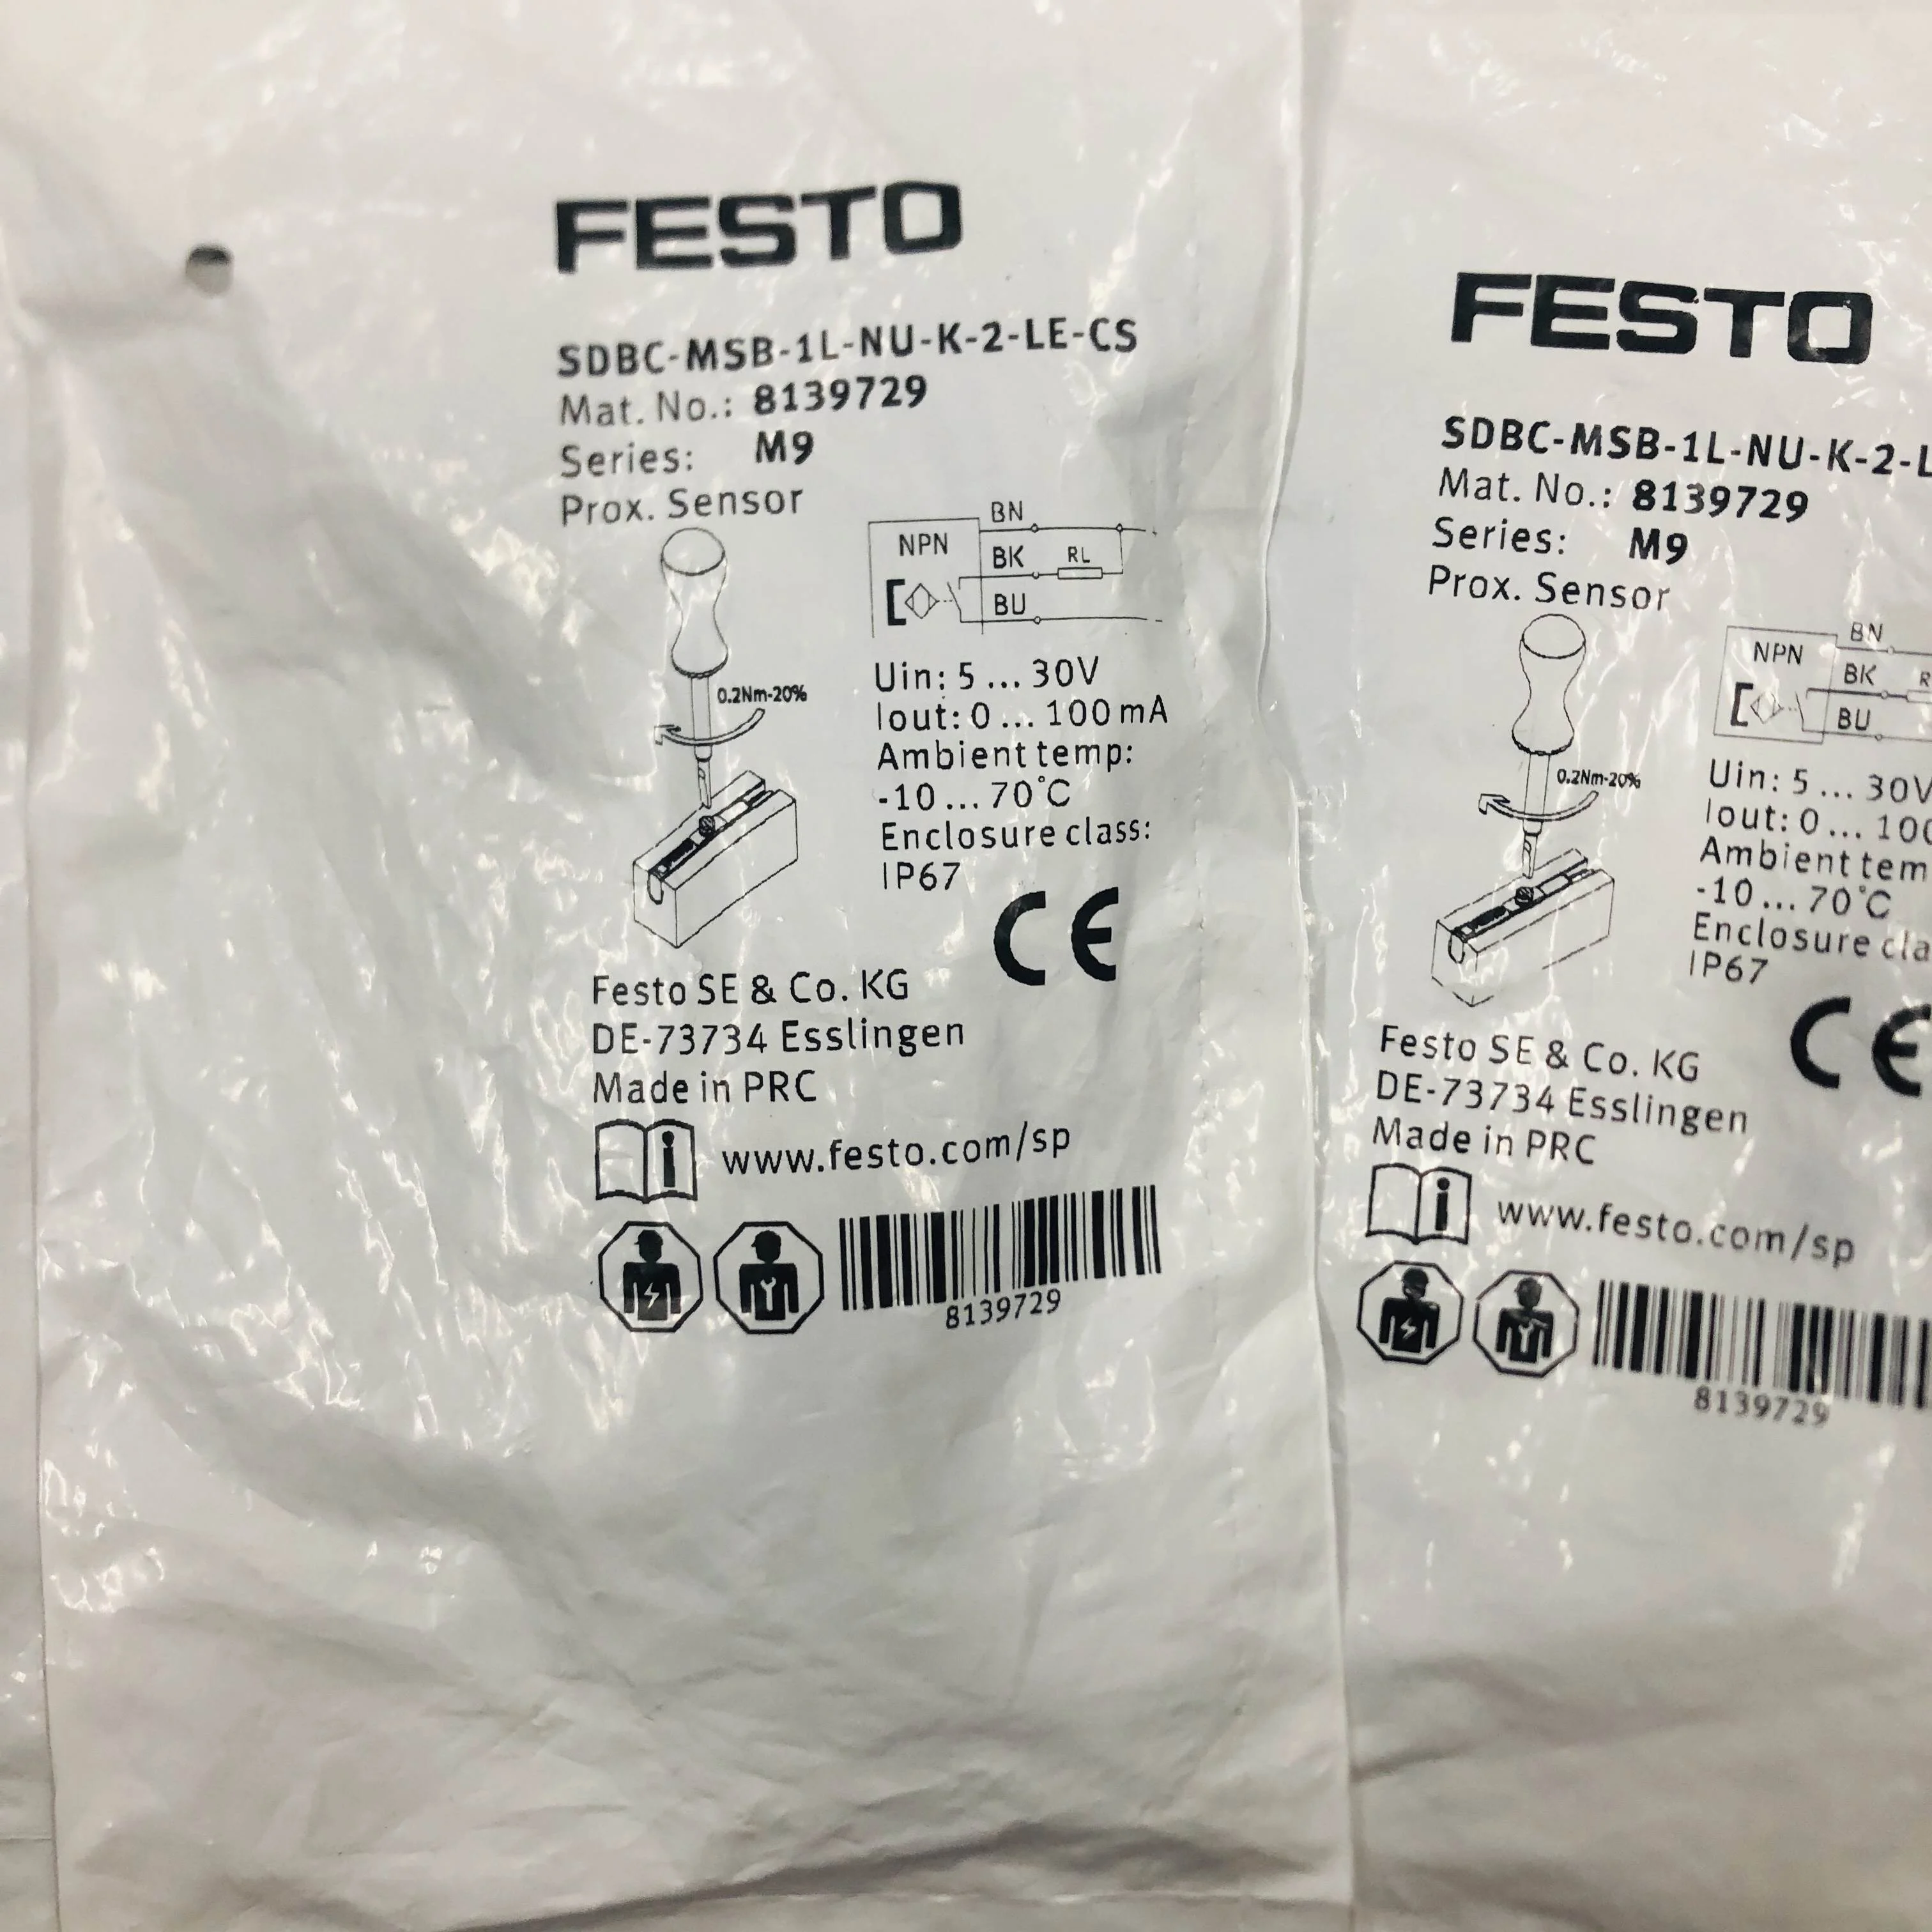 FESTO
SDBC-MSB-1L-NU-K-2-LE-CS
Mat. No.: 8139729
Series: M9
Prox. Sensor
BN
NPN
BK
RL
BU
0.2Nm-20%
Uin: 5 ... 30V
Iout: 0 ... 100mA
Ambient temp:
-10 ... 70°C
Enclosure class:
IP67
CE
Festo SE & Co. KG
DE-73734 Esslingen
Made in PRC
www.festo.com/sp
8139729
FESTO
SDBC-MSB-1L-NU-K-2-L
Mat. No.: 8139729
Series: M9
Prox. Sensor
BN
NPN
BK
R
BU
0.2Nm-20%
Uin: 5 ... 30V
Iout: 0 ... 100
Ambient tem
-10 ... 70°C
Enclosure cla
IP67
CE
Festo SE & Co. KG
DE-73734 Esslingen
Made in PRC
www.festo.com/sp
8139729